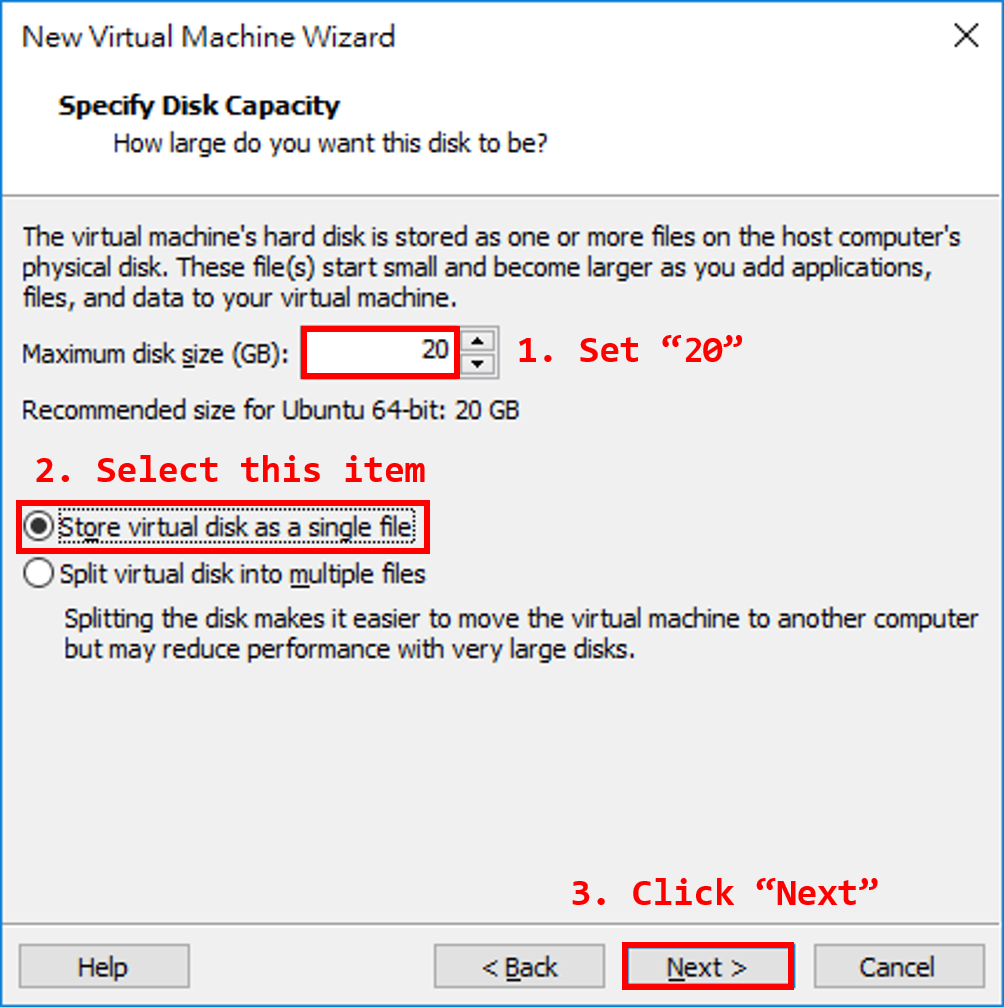 New Virtual Machine Wizard
Specify Disk Capacity
How large do you want this disk to be?
The virtual machine's hard disk is stored as one or more files on the host computer's
physical disk. These file(s) start small and become larger as you add applications,
files, and data to your virtual machine.
Maximum disk size (GB): 20 1. Set “20”
Recommended size for Ubuntu 64-bit: 20 GB
2. Select this item
Store virtual disk as a single file
Split virtual disk into multiple files
Splitting the disk makes it easier to move the virtual machine to another computer
but may reduce performance with very large disks.
3. Click “Next”
Help < Back Next > Cancel